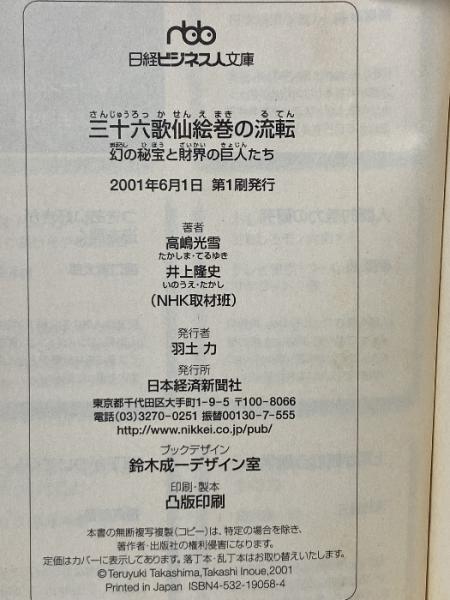 nbb
日経ビジネス人文庫
さんじゅうろっかせんえまき るてん
三十六歌仙絵巻の流転
まぼろし ひほう ざいかい きょじん
幻の秘宝と財界の巨人たち
2001年6月1日 第1刷発行
著者
高嶋光雪
たかしま・てるゆき
井上隆史
いのうえ・たかし
(NHK取材班)
発行者
羽土 力
発行所
日本経済新聞社
東京都千代田区大手町1-9-5 〒100-8066
電話(03)3270-0251 振替00130-7-555
http://www.nikkei.co.jp/pub/
ブックデザイン
鈴木成一デザイン室
印刷・製本
凸版印刷
本書の無断複写複製(コピー)は、特定の場合を除き、
著作者・出版社の権利侵害になります。
定価はカバーに表示してあります。落丁本・乱丁本はお取り替えいたします。
©Teruyuki Takashima,Takashi Inoue,2001
Printed in Japan ISBN4-532-19058-4